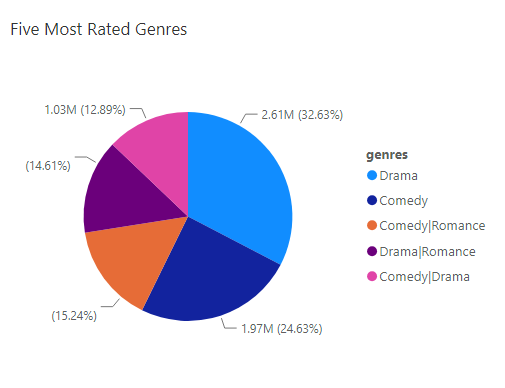 Five Most Rated Genres
1.03M (12.89%)
2.61M (32.63%)
(14.61%)
(15.24%)
1.97M (24.63%)
genres
Drama
Comedy
Comedy|Romance
Drama|Romance
Comedy|Drama